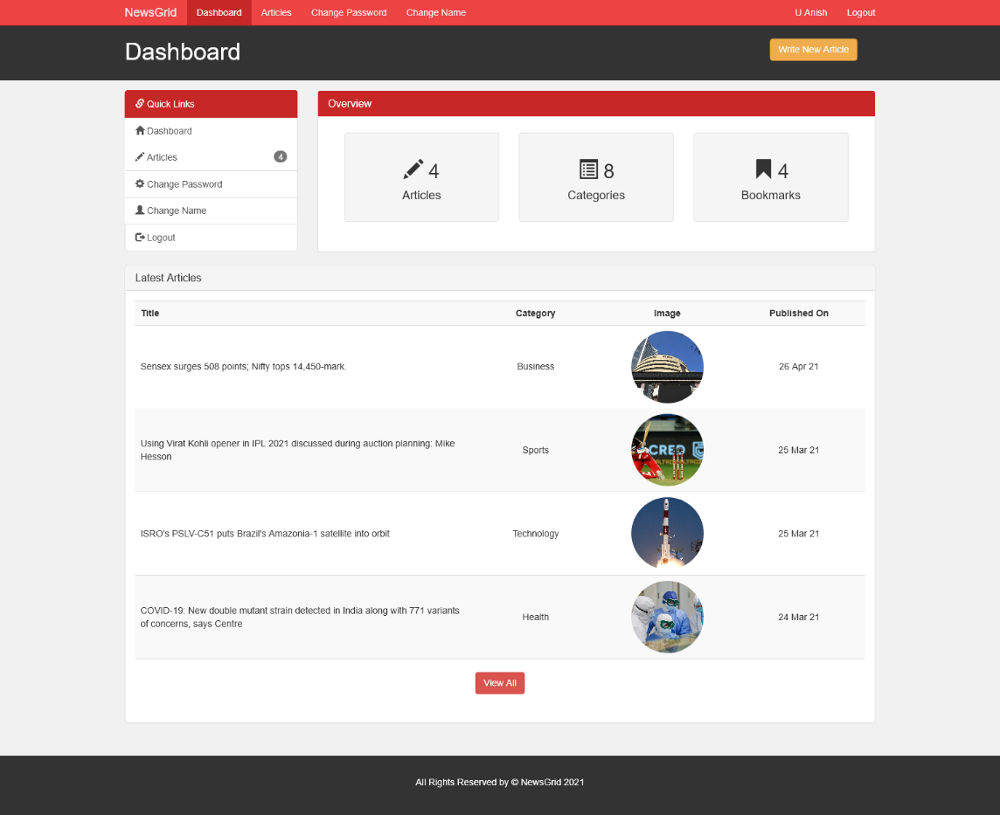 NewsGrid Dashboard Articles Change Password Change Name U Anish Logout
Dashboard Write New Article
Quick Links
Dashboard
Articles 4
Change Password
Change Name
Logout
Overview
4 8 4
Articles Categories Bookmarks
Latest Articles
Title Category Image Published On
Sensex surges 508 points; Nifty tops 14,450-mark. Business 26 Apr 21
Using Virat Kohli opener in IPL 2021 discussed during auction planning: Mike
Hesson
Sports CRED 25 Mar 21
ISRO's PSLV-C51 puts Brazil's Amazonia-1 satellite into orbit Technology 25 Mar 21
COVID-19: New double mutant strain detected in India along with 771 variants
of concerns, says Centre
Health 24 Mar 21
View All
All Rights Reserved by © NewsGrid 2021